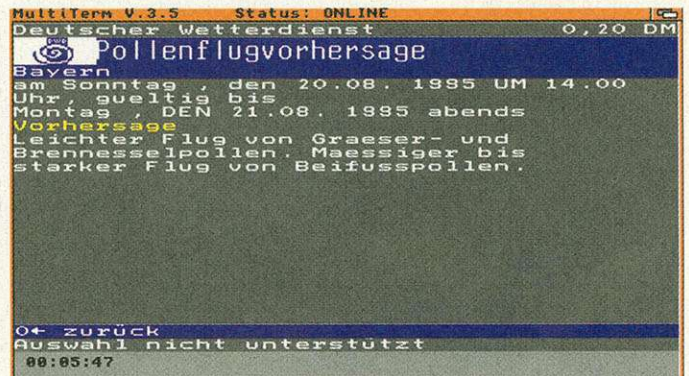 MultiTerm V.3.5 Status: ONLINE
Deutscher Wetterdienst 0,20 DM
Pollenflugvorhersage
Bayern
am Sonntag , den 20.08. 1995 UM 14.00
Uhr, gueltig bis
Montag , DEN 21.08. 1995 abends
Vorhersage
Leichter Flug von Graeser- und
Brennesselpollen. Maessiger bis
starker Flug von Beifusspollen.
0← zurück
Auswahl nicht unterstützt
00:05:47